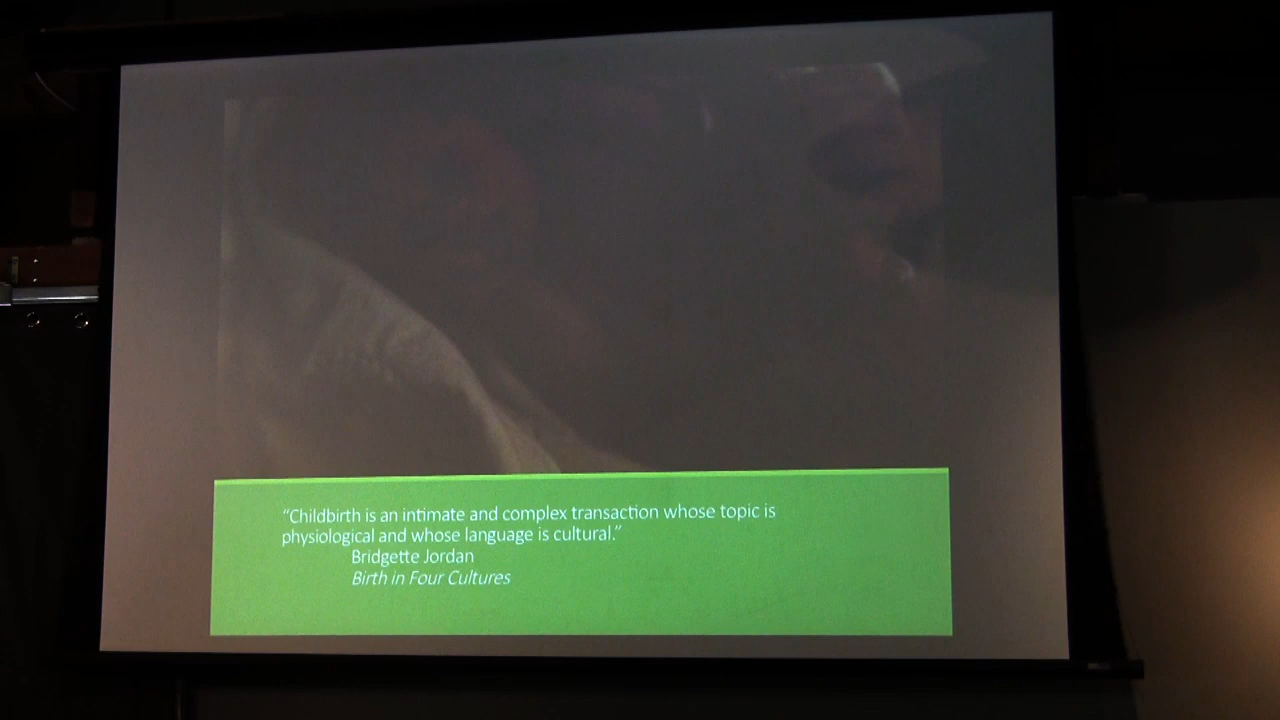 “Childbirth is an intimate and complex transaction whose topic is
physiological and whose language is cultural.”
Bridgette Jordan
Birth in Four Cultures